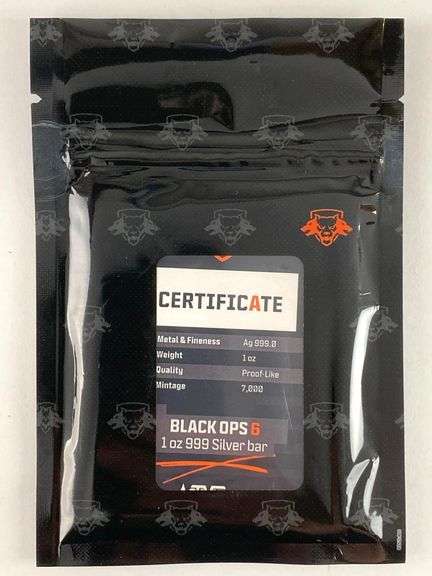 CERTIFICATE
Metal & Fineness Ag 999.0
Weight 1 oz
Quality Proof-Like
Mintage 7,000
BLACK OPS 6
1 oz 999 Silver bar